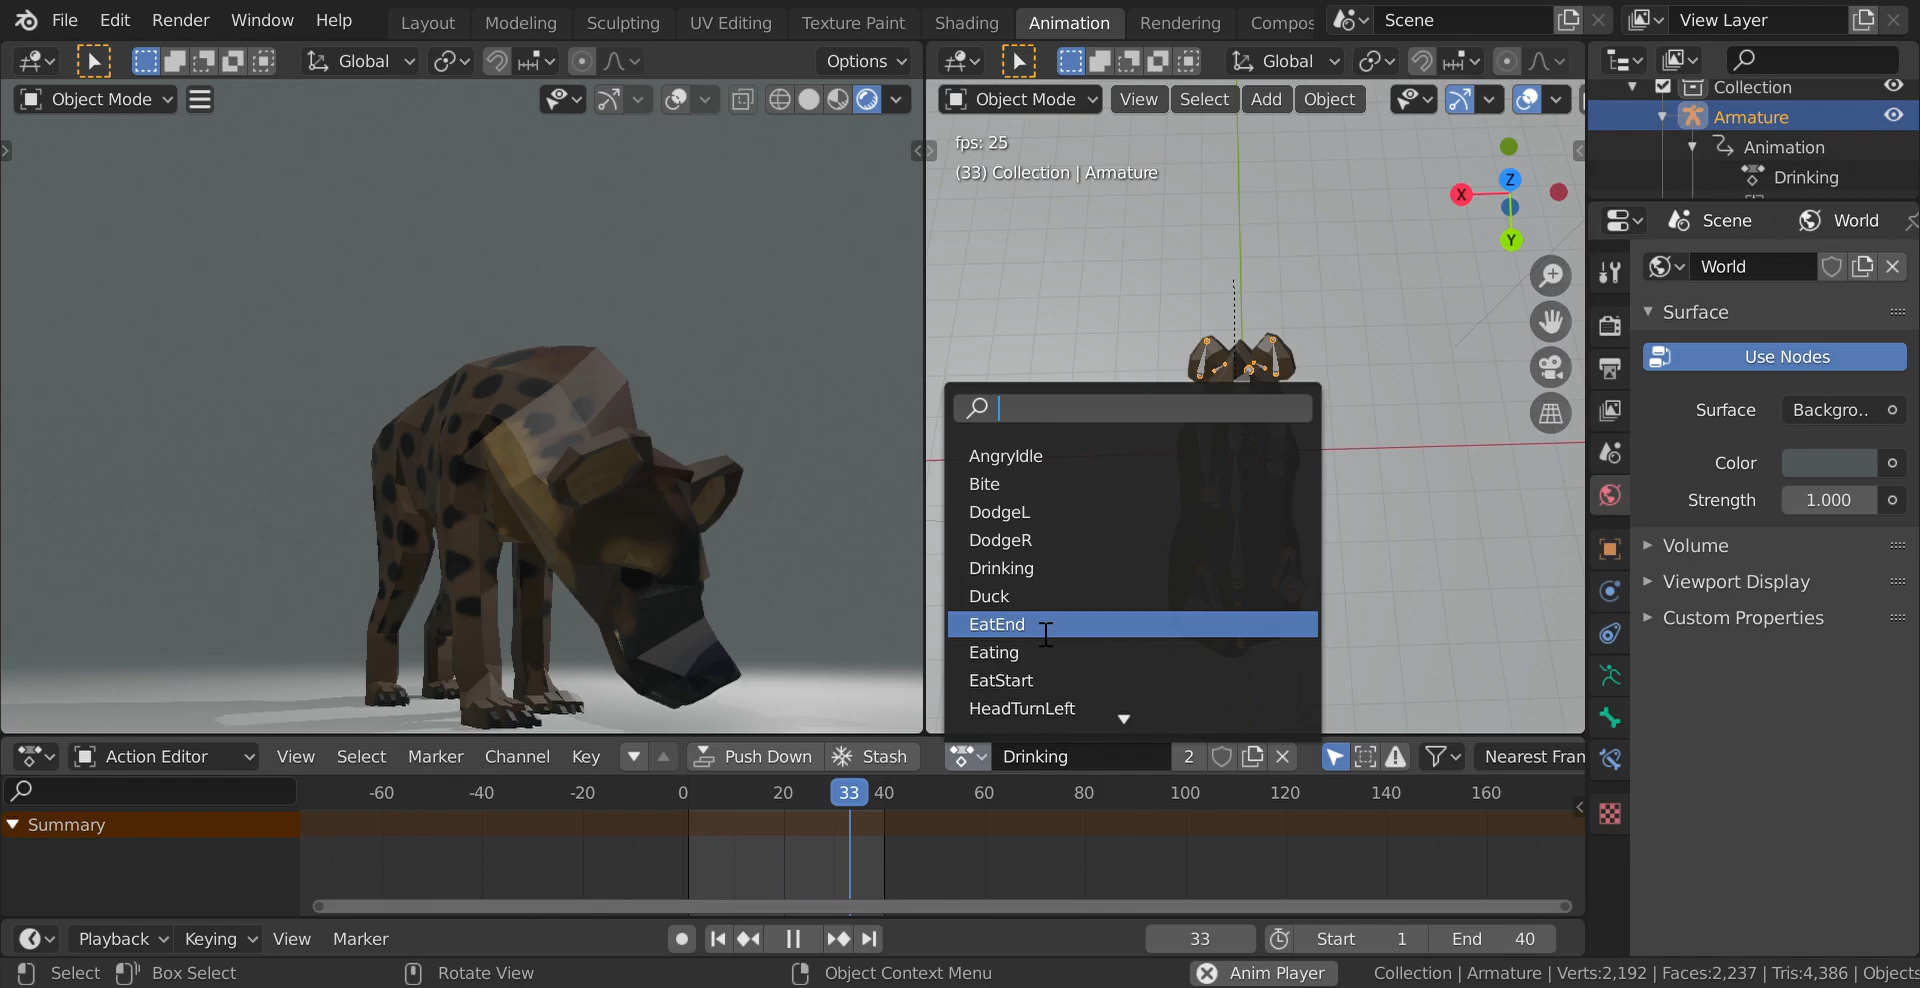 File Edit Render Window Help Layout Modeling Sculpting UV Editing Texture Paint Shading Animation Rendering Compos Scene View Layer
Global Options Global
Object Mode Object Mode View Select Add Object
Collection
Armature
Animation
Drinking
fps: 25
(33) Collection | Armature
Z
X
Y
Scene World
World
Surface
Use Nodes
Surface Backgro..
Color
Strength 1.000
Volume
Viewport Display
Custom Properties
AngryIdle
Bite
DodgeL
DodgeR
Drinking
Duck
EatEnd
Eating
EatStart
HeadTurnLeft
Action Editor View Select Marker Channel Key Push Down Stash Drinking 2 Nearest Fran
-60 -40 -20 0 20 33 40 60 80 100 120 140 160
Summary
Playback Keying View Marker 33 Start 1 End 40
Select Box Select Rotate View Object Context Menu Anim Player Collection | Armature | Verts:2,192 | Faces:2,237 | Tris:4,386 | Objects